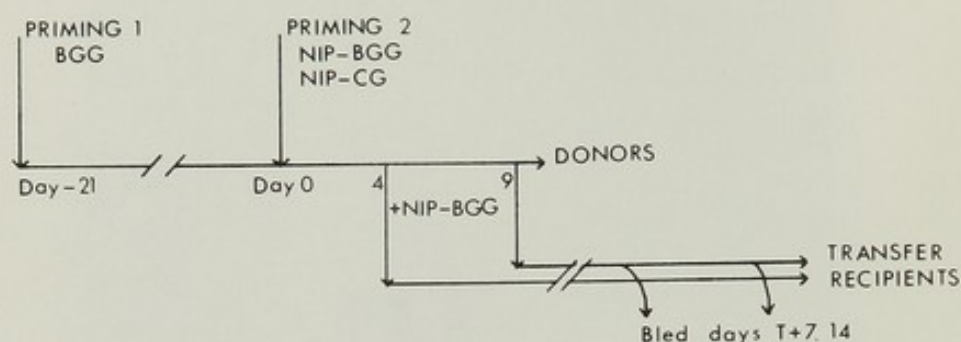 PRIMING 1
BGG
PRIMING 2
NIP-BGG
NIP-CG
DONORS
Day-21
Day 0
4
9
+NIP-BGG
TRANSFER
RECIPIENTS
Bled days T+7, 14